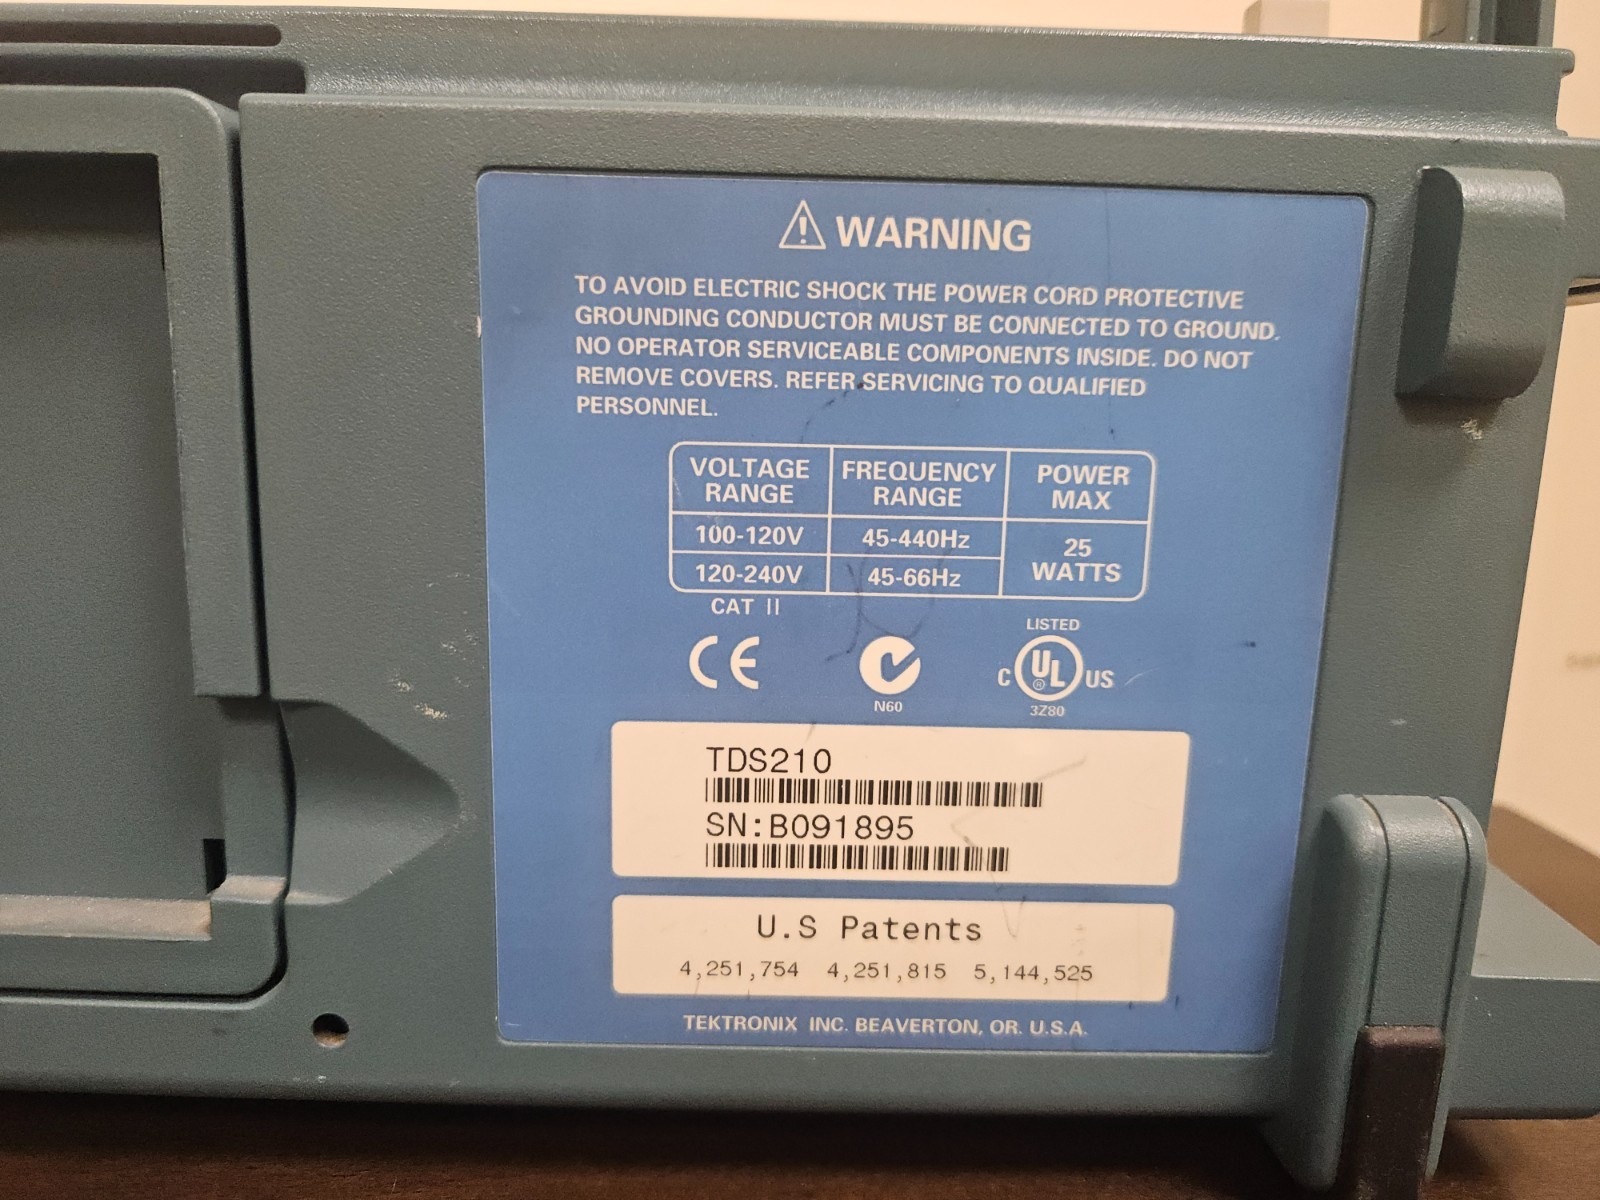 WARNING
TO AVOID ELECTRIC SHOCK THE POWER CORD PROTECTIVE
GROUNDING CONDUCTOR MUST BE CONNECTED TO GROUND.
NO OPERATOR SERVICEABLE COMPONENTS INSIDE. DO NOT
REMOVE COVERS. REFER SERVICING TO QUALIFIED
PERSONNEL.
VOLTAGE RANGE FREQUENCY RANGE POWER MAX
100-120V 45-440Hz 25 WATTS
120-240V 45-66Hz
CAT II
CE
N60
LISTED
C UL ® US
3Z80
TDS210
SN:B091895
U.S Patents
4,251,754 4,251,815 5,144,525
TEKTRONIX INC. BEAVERTON, OR. U.S.A.